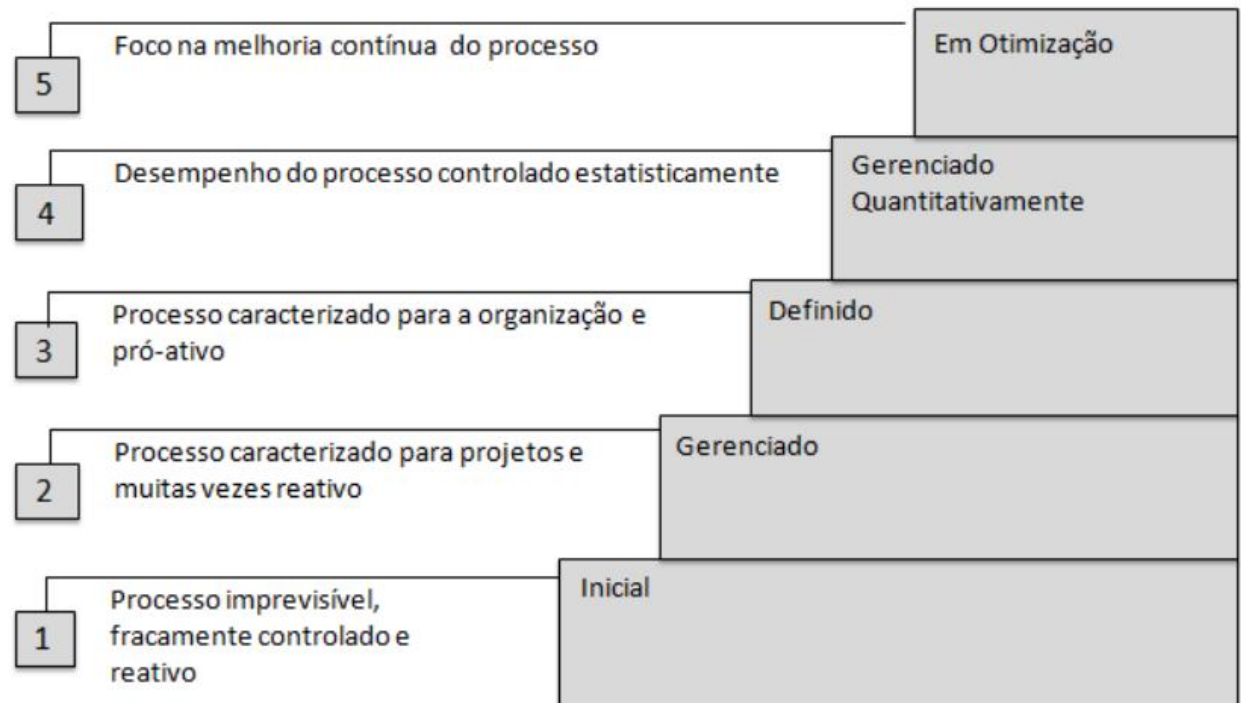 Foco na melhoria contínua do processo
Em Otimização
5
Desempenho do processo controlado estatisticamente
Gerenciado
Quantitativamente
4
Processo caracterizado para a organização e
pró-ativo
Definido
3
Processo caracterizado para projetos e
muitas vezes reativo
Gerenciado
2
Processo imprevisível,
fracamente controlado e
reativo
Inicial
1